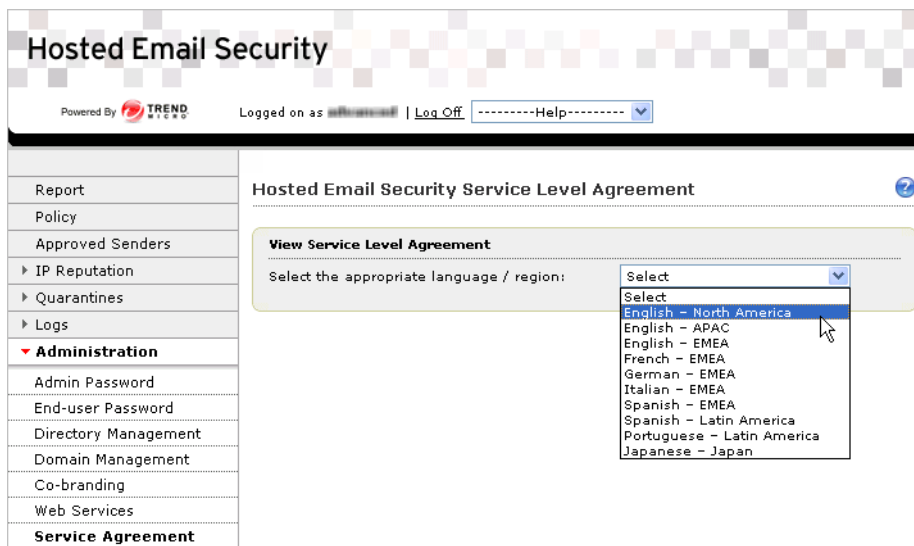 Hosted Email Security
Powered By TREND MICRO
Logged on as | Log Off ---------Help---------
Report
Policy
Approved Senders
IP Reputation
Quarantines
Logs
Administration
Admin Password
End-user Password
Directory Management
Domain Management
Co-branding
Web Services
Service Agreement
Hosted Email Security Service Level Agreement
?
View Service Level Agreement
Select the appropriate language / region: Select
Select
English - North America
English - APAC
English - EMEA
French - EMEA
German - EMEA
Italian - EMEA
Spanish - EMEA
Spanish - Latin America
Portuguese - Latin America
Japanese - Japan